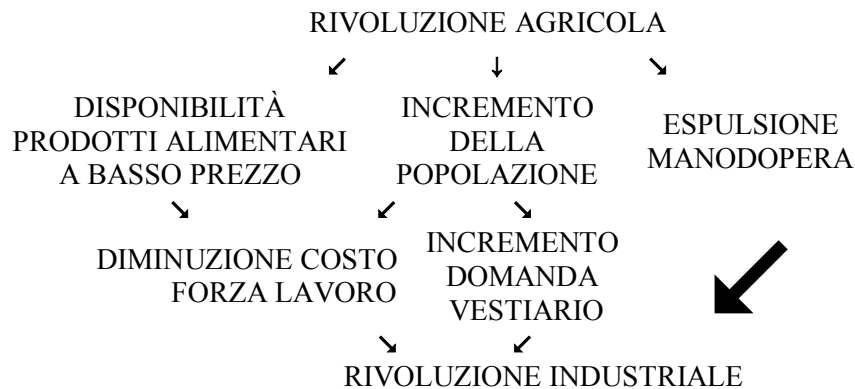 RIVOLUZIONE AGRICOLA
DISPONIBILITÀ
PRODOTTI ALIMENTARI
A BASSO PREZZO
INCREMENTO
DELLA
POPOLAZIONE
ESPULSIONE
MANODOPERA
DIMINUZIONE COSTO
FORZA LAVORO
INCREMENTO
DOMANDA
VESTIARIO
RIVOLUZIONE INDUSTRIALE